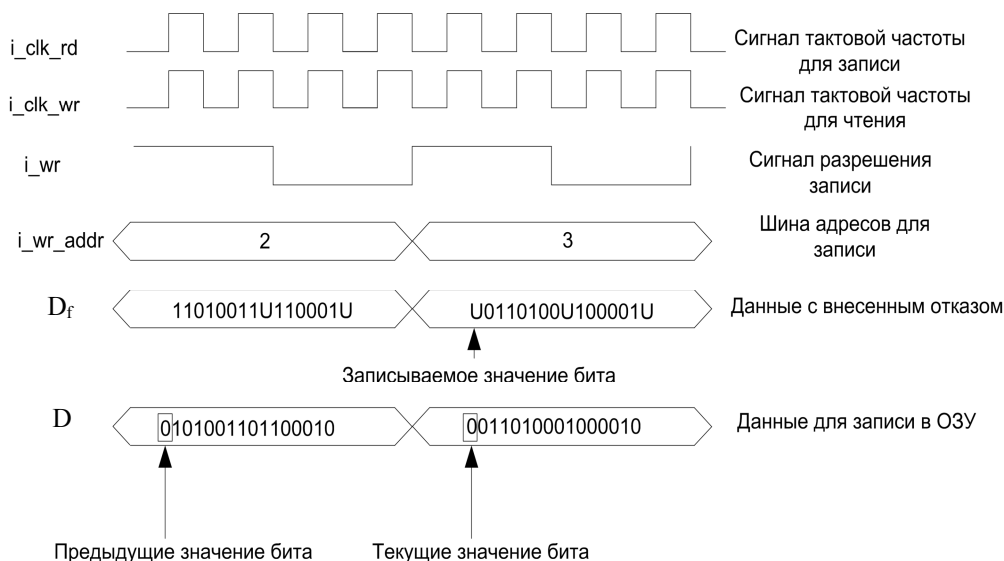 i_clk_rd
Сигнал тактовой частоты
для записи
i_clk_wr
Сигнал тактовой частоты
для чтения
i_wr
Сигнал разрешения
записи
i_wr_addr
2
3
Шина адресов для
записи
Df
11010011U110001U
U0110100U100001U
Данные с внесенным отказом
Записываемое значение бита
D
0101001101100010
0011010001000010
Данные для записи в ОЗУ
Предыдущие значение бита
Текущие значение бита